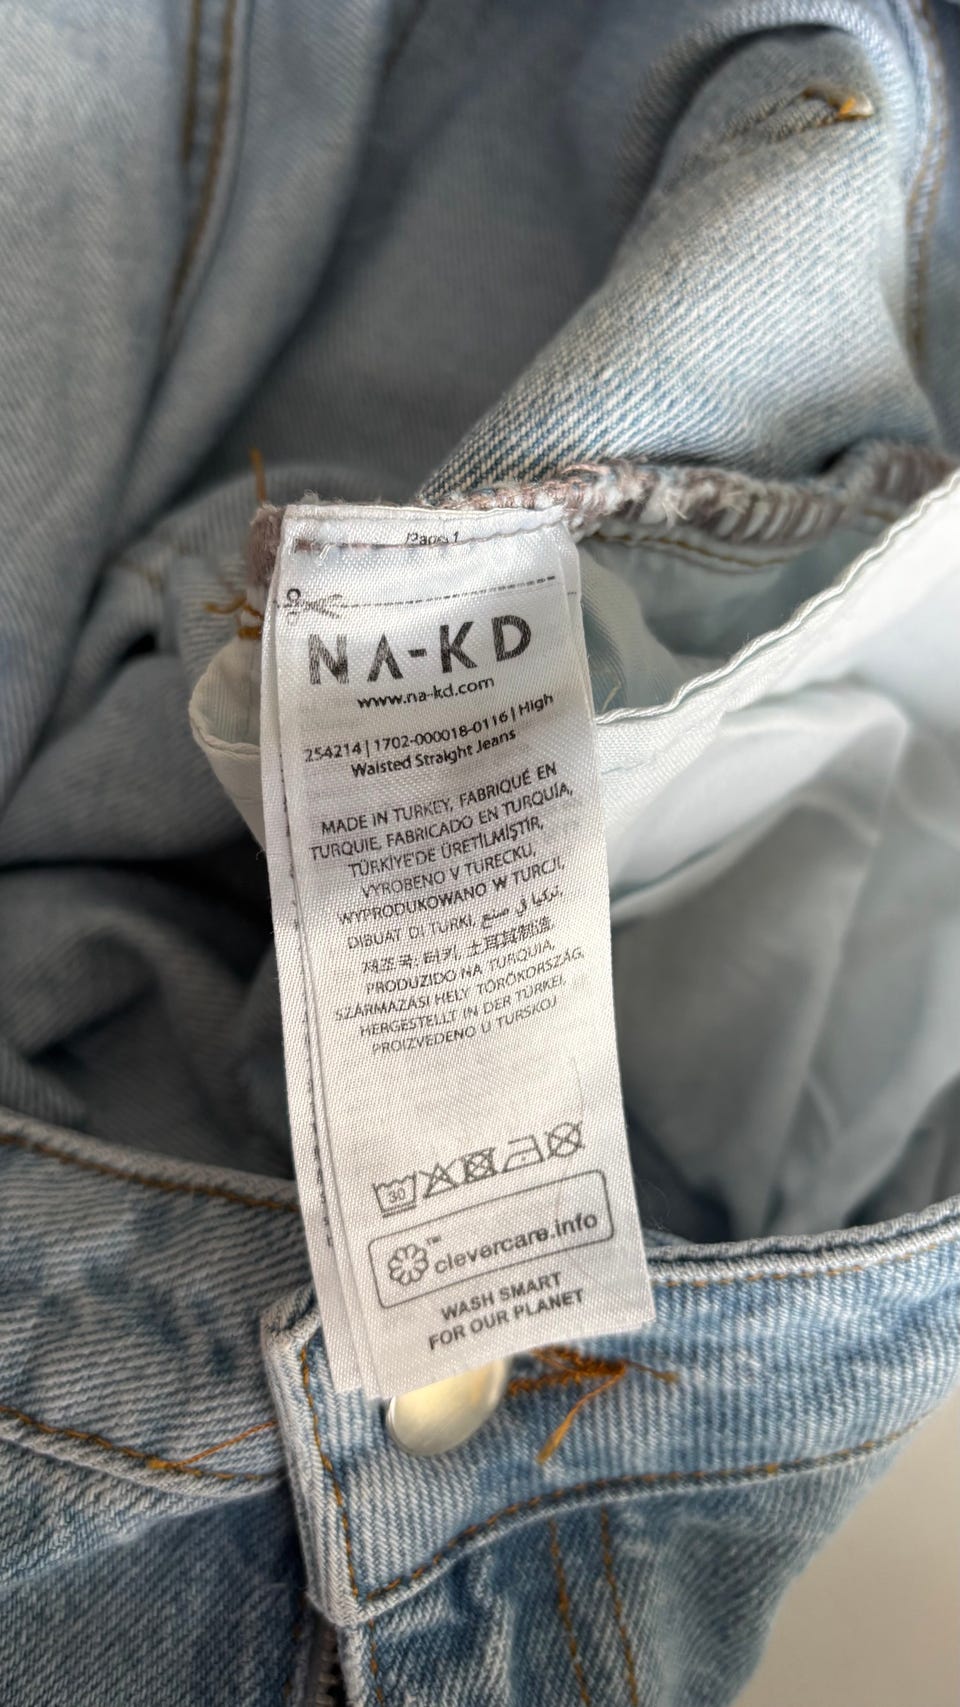 Page 1
NA-KD
www.na-kd.com
254214 | 1702-000018-0116 | High
Waisted Straight Jeans
MADE IN TURKEY, FABRIQUÉ EN
TURQUIE, FABRICADO EN TURQUÍA,
TÜRKİYE'DE ÜRETİLMİŞTİR,
VYROBENO V TURECKU,
WYPRODUKOWANO W TURCJI,
DIBUAT DI TURKI, تركيا في صنع,
제조국: 터키, 土耳其制造,
PRODUZIDO NA TURQUIA,
SZÁRMAZÁSI HELY TÖRÖKORSZÁG,
HERGESTELLT IN DER TÜRKEI,
PROIZVEDENO U TURSKOJ
30
clevercare.info
WASH SMART
FOR OUR PLANET